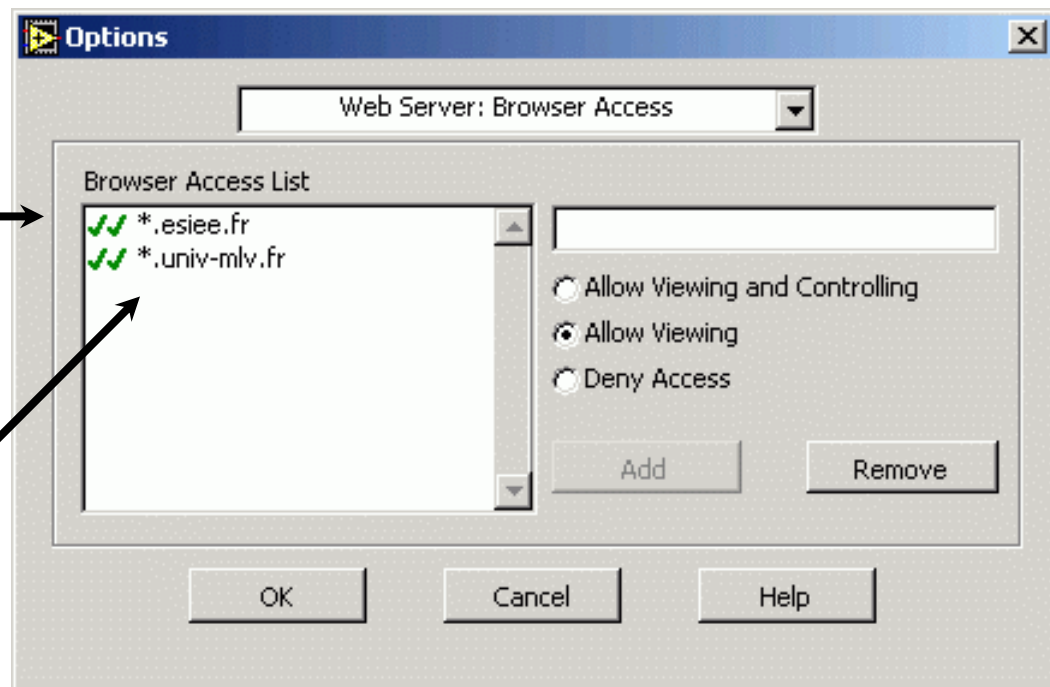 Options
Web Server: Browser Access
Browser Access List
*.esiee.fr
*.univ-mlv.fr
Allow Viewing and Controlling
Allow Viewing
Deny Access
Add Remove
OK Cancel Help